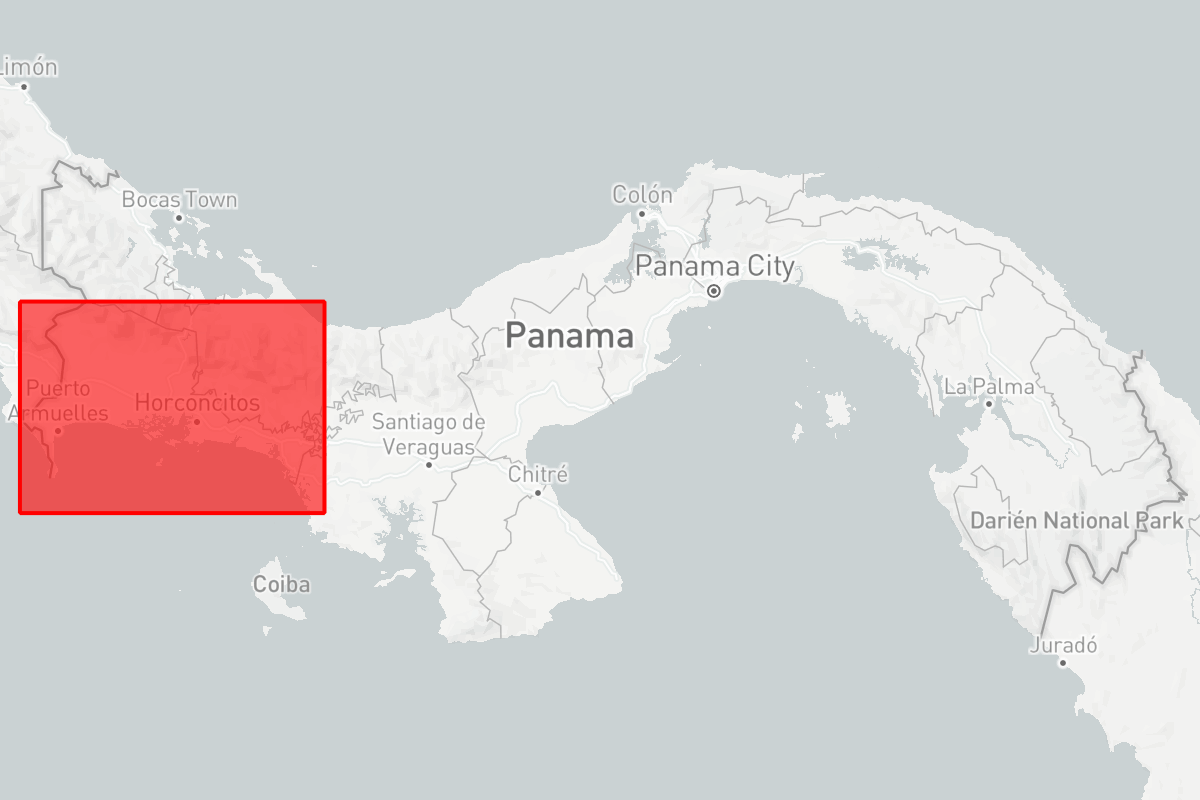 Limón
Bocas Town
Colón
Panama City
Panama
Puerto
Armuelles
Horconcitos
La Palma
Santiago de
Veraguas
Chitré
Darién National Park
Coiba
Juradó